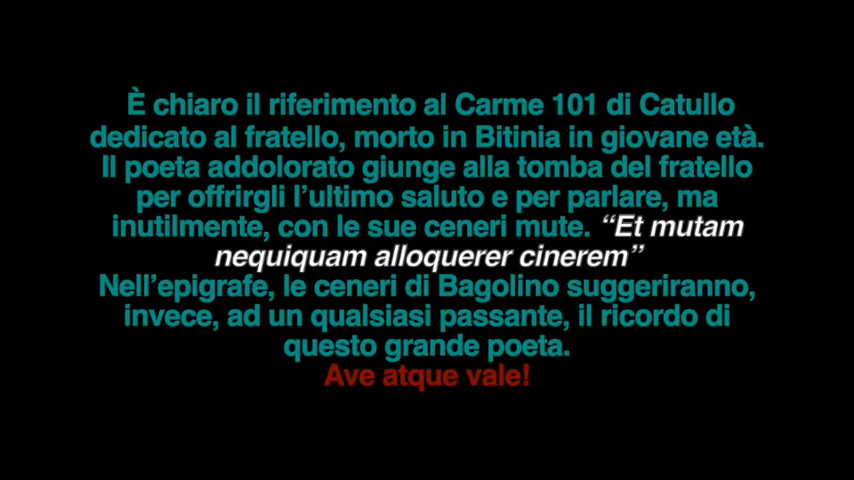 È chiaro il riferimento al Carme 101 di Catullo
dedicato al fratello, morto in Bitinia in giovane età.
Il poeta addolorato giunge alla tomba del fratello
per offrirgli l’ultimo saluto e per parlare, ma
inutilmente, con le sue ceneri mute. “Et mutam
nequiquam alloquerer cinerem”
Nell’epigrafe, le ceneri di Bagolino suggeriranno,
invece, ad un qualsiasi passante, il ricordo di
questo grande poeta.
Ave atque vale!